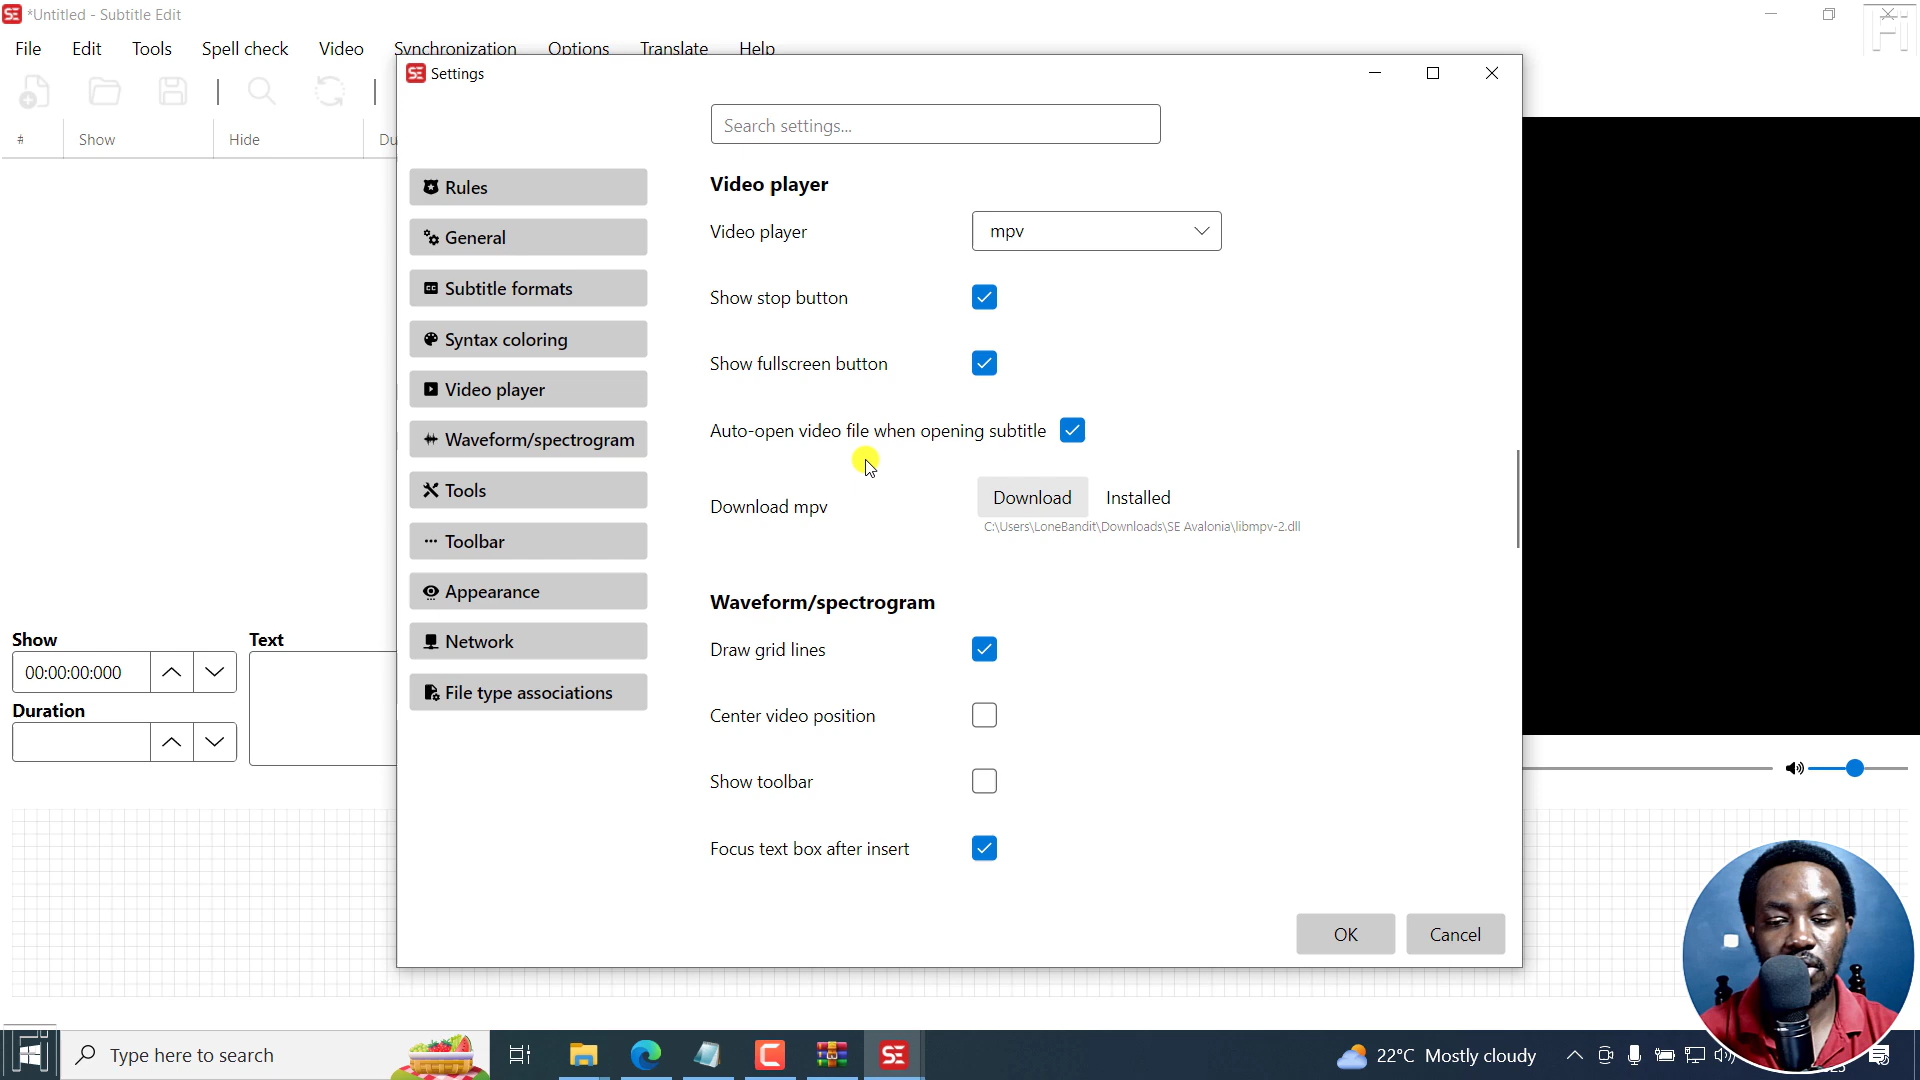 SE *Untitled - Subtitle Edit
File Edit Tools Spell check Video Synchronization Options Translate Help
# Show Hide
SE Settings
Search settings...
Rules
General
Subtitle formats
Syntax coloring
Video player
Waveform/spectrogram
Tools
Toolbar
Appearance
Network
File type associations
Video player
Video player mpv
Show stop button
Show fullscreen button
Auto-open video file when opening subtitle
Download mpv Download Installed
C:\Users\LoneBandit\Downloads\SE Avalonia\libmpv-2.dll
Waveform/spectrogram
Draw grid lines
Center video position
Show toolbar
Focus text box after insert
OK Cancel
Show Text
00:00:00:000
Duration
Type here to search
SE
22°C Mostly cloudy